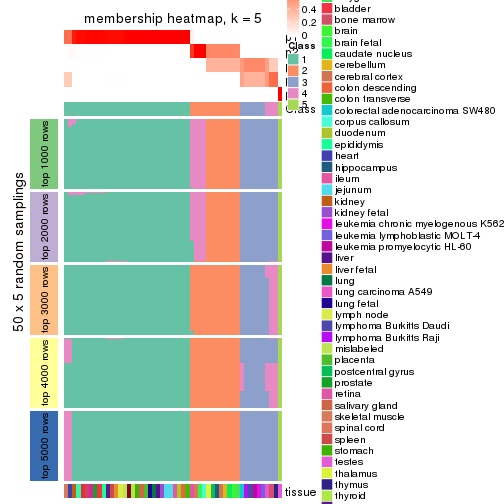 membership heatmap, k = 5
50 x 5 random samplings
top 1000 rows
top 2000 rows
top 3000 rows
top 4000 rows
top 5000 rows
0.4
0.2
0
Class
1
2
3
4
5
Class
tissue
bladder
bone marrow
brain
brain fetal
caudate nucleus
cerebellum
cerebral cortex
colon descending
colon transverse
colorectal adenocarcinoma SW480
corpus callosum
duodenum
epididymis
heart
hippocampus
ileum
jejunum
kidney
kidney fetal
leukemia chronic myelogenous K562
leukemia lymphoblastic MOLT-4
leukemia promyelocytic HL-60
liver
liver fetal
lung
lung carcinoma A549
lung fetal
lymph node
lymphoma Burkitts Daudi
lymphoma Burkitts Raji
mislabeled
placenta
postcentral gyrus
prostate
retina
salivary gland
skeletal muscle
spinal cord
spleen
stomach
testes
thalamus
thymus
thyroid